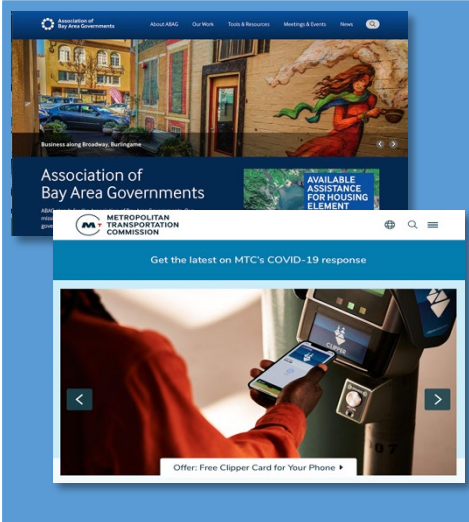 Association of
Bay Area Governments
About ABAG
Our Work
Tools & Resources
Meetings & Events
News
Business along Broadway, Burlingame
Association of
Bay Area Governments
AVAILABLE
ASSISTANCE
FOR HOUSING
ELEMENT
METROPOLITAN
TRANSPORTATION
COMMISSION
Get the latest on MTC's COVID-19 response
CLIPPER
Offer: Free Clipper Card for Your Phone